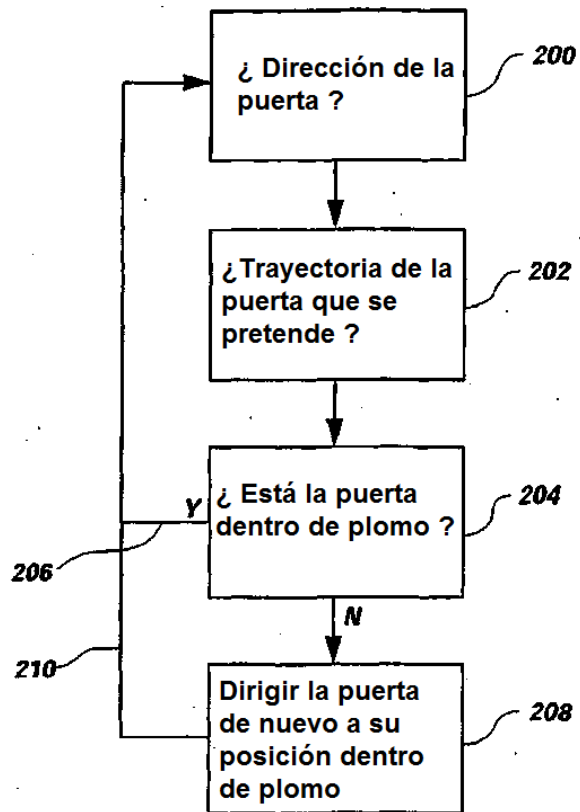 ¿ Dirección de la
puerta ?
200
¿Trayectoria de la
puerta que se
pretende ?
202
¿ Está la puerta
dentro de plomo ?
204
Y
206
N
210
Dirigir la puerta
de nuevo a su
posición dentro
de plomo
208